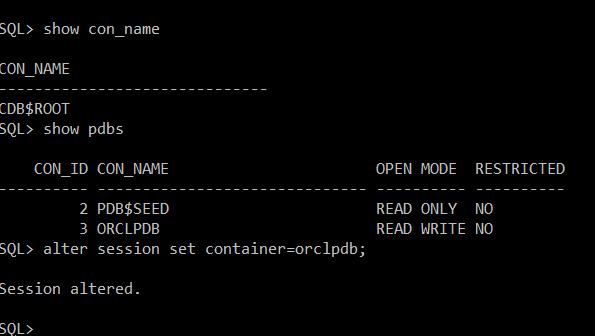 SQL> show con_name
CON_NAME
------------------------------
CDB$ROOT
SQL> show pdbs
    CON_ID CON_NAME                       OPEN MODE  RESTRICTED
---------- ------------------------------ ---------- ----------
         2 PDB$SEED                       READ ONLY  NO
         3 ORCLPDB                        READ WRITE NO
SQL> alter session set container=orclpdb;
Session altered.
SQL>